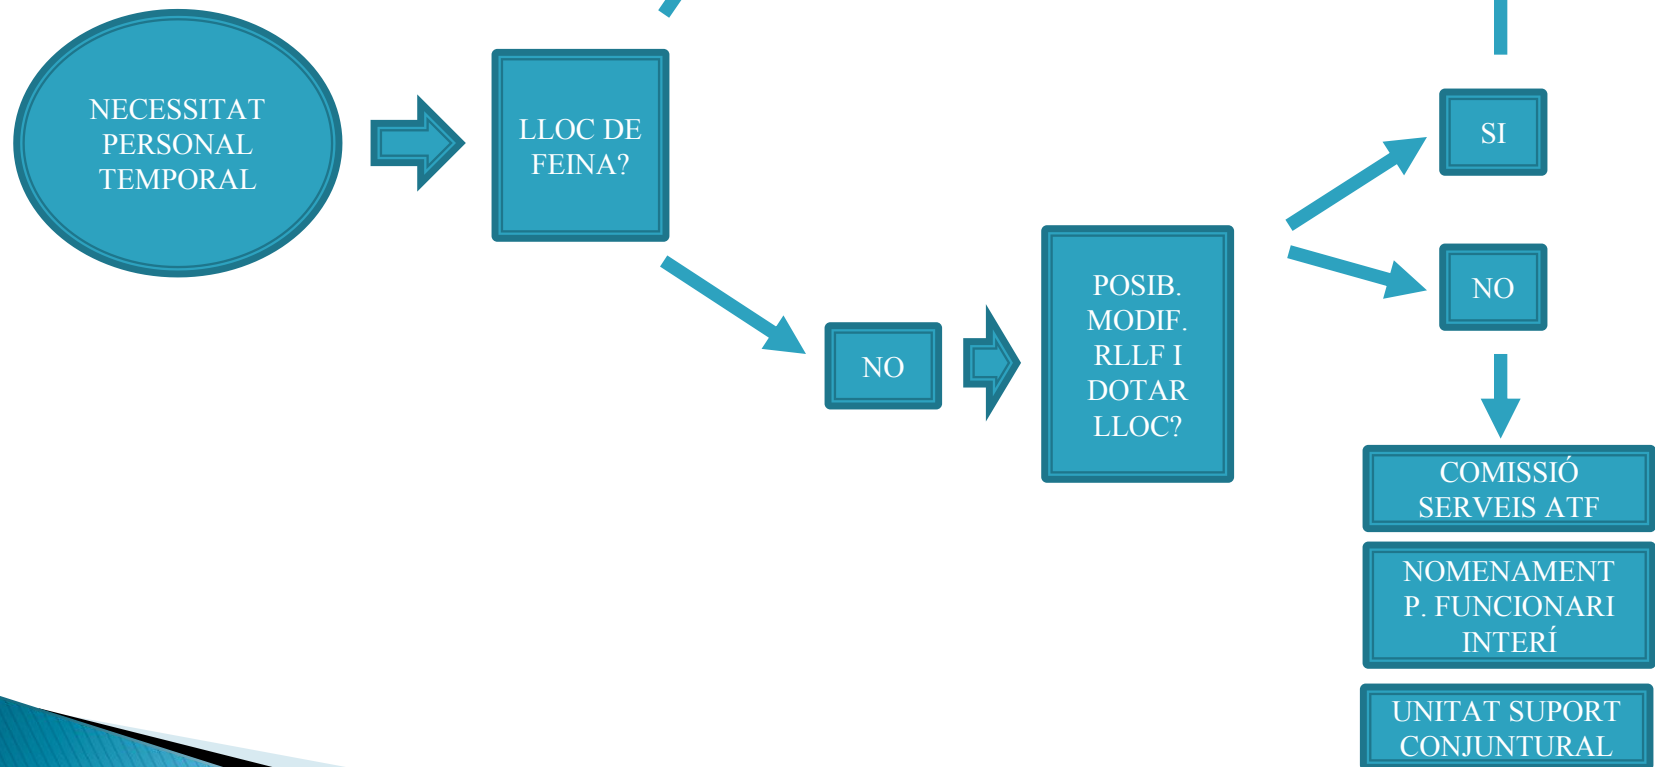 NECESSITAT
PERSONAL
TEMPORAL
LLOC DE
FEINA?
NO
POSIB.
MODIF.
RLLF I
DOTAR
LLOC?
SI
NO
COMISSIÓ
SERVEIS ATF
NOMENAMENT
P. FUNCIONARI
INTERÍ
UNITAT SUPORT
CONJUNTURAL